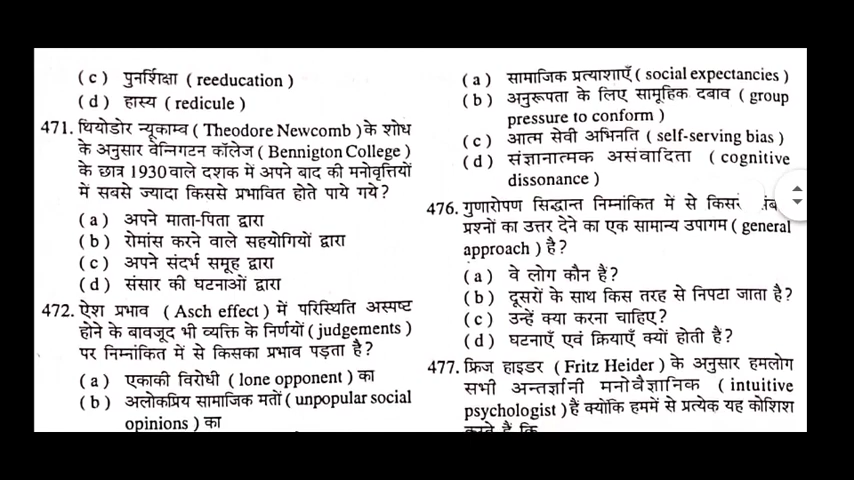 (c) पुनर्शिक्षा ( reeducation )
(d) हास्य ( redicule )
471. थियोडोर न्यूकाम्व ( Theodore Newcomb )के शोध
के अनुसार वेन्निगटन कॉलेज ( Bennigton College )
के छात्र 1930 वाले दशक में अपने बाद की मनोवृत्तियों
में सबसे ज्यादा किससे प्रभावित होते पाये गये?
(a) अपने माता-पिता द्वारा
(b) रोमांस करने वाले सहयोगियों द्वारा
(c) अपने संदर्भ समूह द्वारा
(d) संसार की घटनाओं द्वारा
472. ऐश प्रभाव ( Asch effect ) में परिस्थिति अस्पष्ट
होने के बावजूद भी व्यक्ति के निर्णयों ( judgements )
पर निम्नांकित में से किसका प्रभाव पड़ता है?
(a) एकाकी विरोधी ( lone opponent ) का
(b) अलोकप्रिय सामाजिक मतों ( unpopular social
opinions ) का
(a) सामाजिक प्रत्याशाएँ ( social expectancies )
(b) अनुरूपता के लिए सामूहिक दबाव ( group
pressure to conform )
(c) आत्म सेवी अभिनति ( self-serving bias )
(d) संज्ञानात्मक असंवादिता ( cognitive
dissonance )
476. गुणारोपण सिद्धान्त निम्नांकित में से
प्रश्नों का उत्तर देने का एक सामान्य उपागम ( general
approach ) है?
(a) वे लोग कौन हैं?
(b) दूसरों के साथ किस तरह से निपटा जाता है?
(c) उन्हें क्या करना चाहिए?
(d) घटनाएँ एवं क्रियाएँ क्यों होती हैं?
477. फ्रिज हाइडर ( Fritz Heider ) के अनुसार हमलोग
सभी अन्तर्ज्ञानी मनोवैज्ञानिक ( intuitive
psychologist ) हैं क्योंकि हममें से प्रत्येक यह कोशिश
करते हैं कि